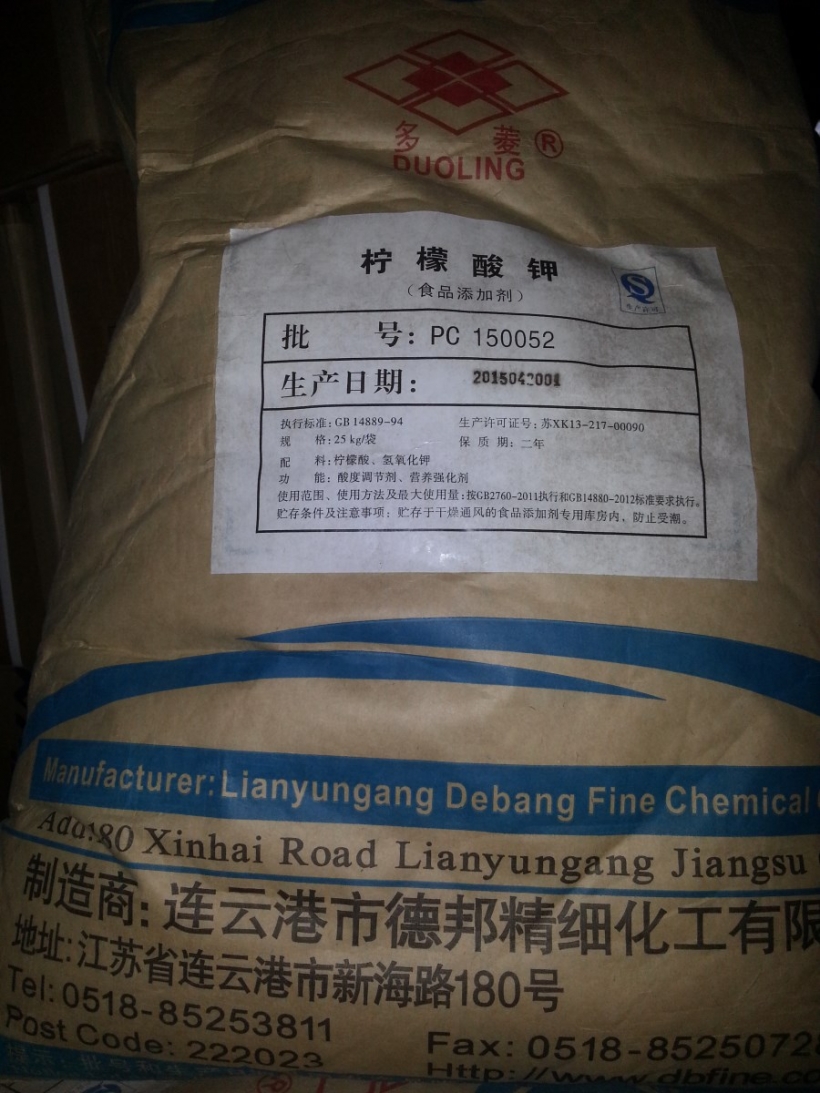 多菱®
DUOLING
柠檬酸钾
（食品添加剂）
批 号: PC 150052
生产日期: 2015042001
执行标准: GB 14889-94 生产许可证号: 苏XK13-217-00090
规 格: 25 kg/袋 保 质 期: 二年
配 料: 柠檬酸、氢氧化钾
功 能: 酸度调节剂、营养强化剂
使用范围、使用方法及最大使用量: 按GB2760-2011执行和GB14880-2012标准要求执行。
贮存条件及注意事项: 贮存于干燥通风的食品添加剂专用库房内，防止受潮。
Manufacturer: Lianyungang Debang Fine Chemical
Add:180 Xinhai Road Lianyungang Jiangsu
制造商: 连云港市德邦精细化工有限
地址: 江苏省连云港市新海路180号
Tel: 0518-85253811
Post Code: 222023 Fax: 0518-8525072
Http://www.dbfine.co